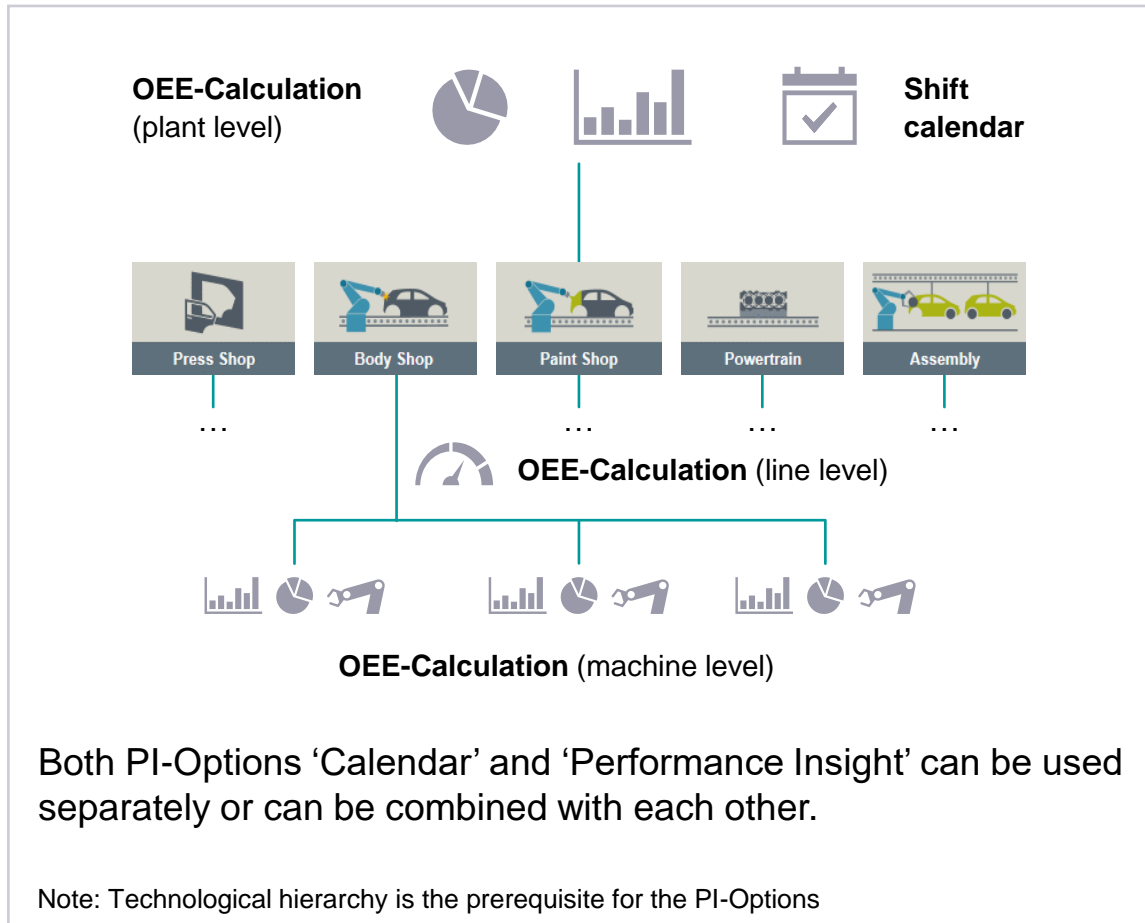 OEE-Calculation
(plant level)
Shift
calendar
Press Shop
Body Shop
Paint Shop
Powertrain
Assembly
…
…
…
…
OEE-Calculation (line level)
OEE-Calculation (machine level)
Both PI-Options ‘Calendar’ and ‘Performance Insight’ can be used
separately or can be combined with each other.
Note: Technological hierarchy is the prerequisite for the PI-Options